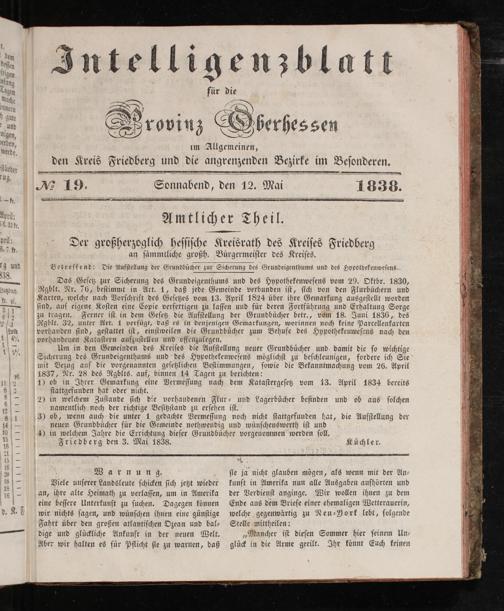 Intelligenzblatt
für die
Provinz Oberhessen
im Allgemeinen,
den Kreis Friedberg und die angrenzenden Bezirke im Besonderen.
№ 19. Sonnabend, den 12. Mai 1838.
Amtlicher Theil.
Der großherzoglich hessische Kreisrath des Kreises Friedberg
an sämmtliche großh. Bürgermeister des Kreises.
Betreffend: Die Aufstellung der Grundbücher zur Sicherung des Grundeigenthums und des Hypothekenwesens.
Das Gesetz zur Sicherung des Grundeigenthums und des Hypothekenwesens vom 29. Oktbr. 1830,
Rgblt. Nr. 76, bestimmt in Art. 1, daß jede Gemeinde verbunden ist, sich von den Flurbüchern und
Karten, welche nach Vorschrift des Gesetzes vom 13. April 1824 über ihre Gemarkung ausgestellt worden
sind, auf eigene Kosten eine Copie verfertigen zu lassen und für deren Fortführung und Erhaltung Sorge
zu tragen. Ferner ist in dem Gesetz die Aufstellung der Grundbücher betr., vom 18. Juni 1836, des
Rgblt. 32, unter Art. 1 verfügt, daß es in denjenigen Gemarkungen, worinnen noch keine Parcellenkarten
vorhanden sind, gestattet ist, einstweilen die Grundbücher zum Behufe des Hypothekenwesens nach den
vorhandenen Katastern aufzustellen und offenzulegen.
Um in den Gemeinden des Kreises die Aufstellung neuer Grundbücher und damit die so wichtige
Sicherung des Grundeigenthums und des Hypothekenwesens möglichst zu beschleunigen, fordere ich Sie
mit Bezug auf die vorgenannten gesetzlichen Bestimmungen, sowie die Bekanntmachung vom 26. April
1837, Nr. 28 des Rgblts. auf, binnen 14 Tagen zu berichten:
1) ob in Ihrer Gemarkung eine Vermessung nach dem Katastergesetz vom 13. April 1834 bereits
stattgefunden hat oder nicht.
2) in welchem Zustande sich die vorhandenen Flur- und Lagerbücher befinden und ob aus solchen
namentlich noch der richtige Besitzstand zu ersehen ist.
3) ob, wenn auch die unter 1 gedachte Vermessung noch nicht stattgefunden hat, die Aufstellung der
neuen Grundbücher für die Gemeinde nothwendig und wünschenswerth ist und
4) in welchem Jahre die Errichtung dieser Grundbücher vorgenommen werden soll.
Friedberg den 3. Mai 1838. Küchler.
Warnung.
Viele unserer Landsleute schicken sich jetzt wieder
an, ihre alte Heimath zu verlassen, um in Amerika
eine bessere Unterkunft zu suchen. Dagegen können
wir nichts sagen, und wünschen ihnen eine günstige
Fahrt über den großen atlantischen Ozean und bal-
dige und glückliche Ankunft in der neuen Welt.
Aber wir halten es für Pflicht sie zu warnen, daß
sie ja nicht glauben mögen, als wenn mit der An-
kunft in Amerika nun alle Ausgaben aufhörten und
der Verdienst anginge. Wir wollen ihnen zu dem
Ende aus dem Briefe einer ehemaligen Wetterauerin,
welche gegenwärtig zu Neu-York lebt, folgende
Stelle mittheilen:
„Mancher ist diesen Sommer hier seinem Un-
glück in die Arme geeilt. Ihr könnt Euch keinen